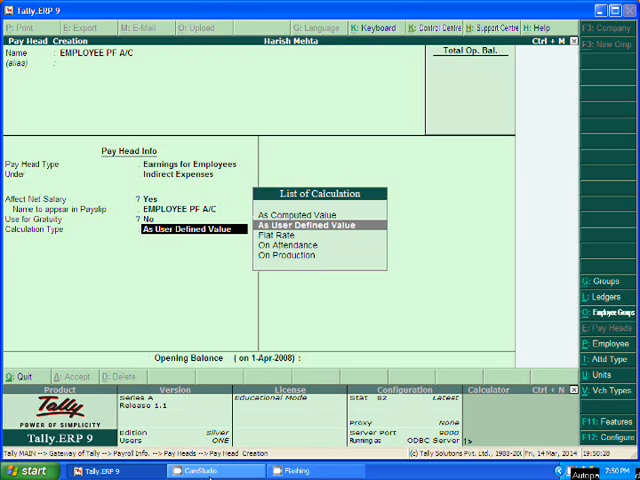 Tally.ERP 9
P: Print E: Export M: E-Mail O: Upload G: Language K: Keyboard K: Control Centre H: Support Centre H: Help F3: Company
Pay Head Creation Harish Mehta Ctrl + M F3: New Cmp
Name : EMPLOYEE PF A/C Total Op. Bal.
(alias) :
Pay Head Info
Pay Head Type : Earnings for Employees
Under : Indirect Expenses
List of Calculation
Affect Net Salary ? Yes
Name to appear in Payslip : EMPLOYEE PF A/C
As Computed Value
Use for Gratuity ? No
As User Defined Value
Calculation Type : As User Defined Value
Flat Rate
On Attendance
On Production
G: Groups
L: Ledgers
O: Employee Groups
E: Pay Heads
P: Employee
T: Attd Type
U: Units
V: Vch Types
F11: Features
F12: Configure
Opening Balance ( on 1-Apr-2008) :
Q: Quit A: Accept D: Delete
Product Version License Configuration Calculator Ctrl + N
Tally
POWER OF SIMPLICITY
Tally.ERP 9
Series A
Release 1.1
Edition Silver
Users ONE
Educational Mode
Stat 82 Latest
Proxy None
Server Port 9000
Running as ODBC Server
1>
Tally MAIN --> Gateway of Tally --> Payroll Info. --> Pay Heads --> Pay Head Creation (c) Tally Solutions Pvt. Ltd., 1988-20 Fri, 14 Mar, 2014 19:50:28
start Tally.ERP 9 CamStudio Flashing 7:50 PM